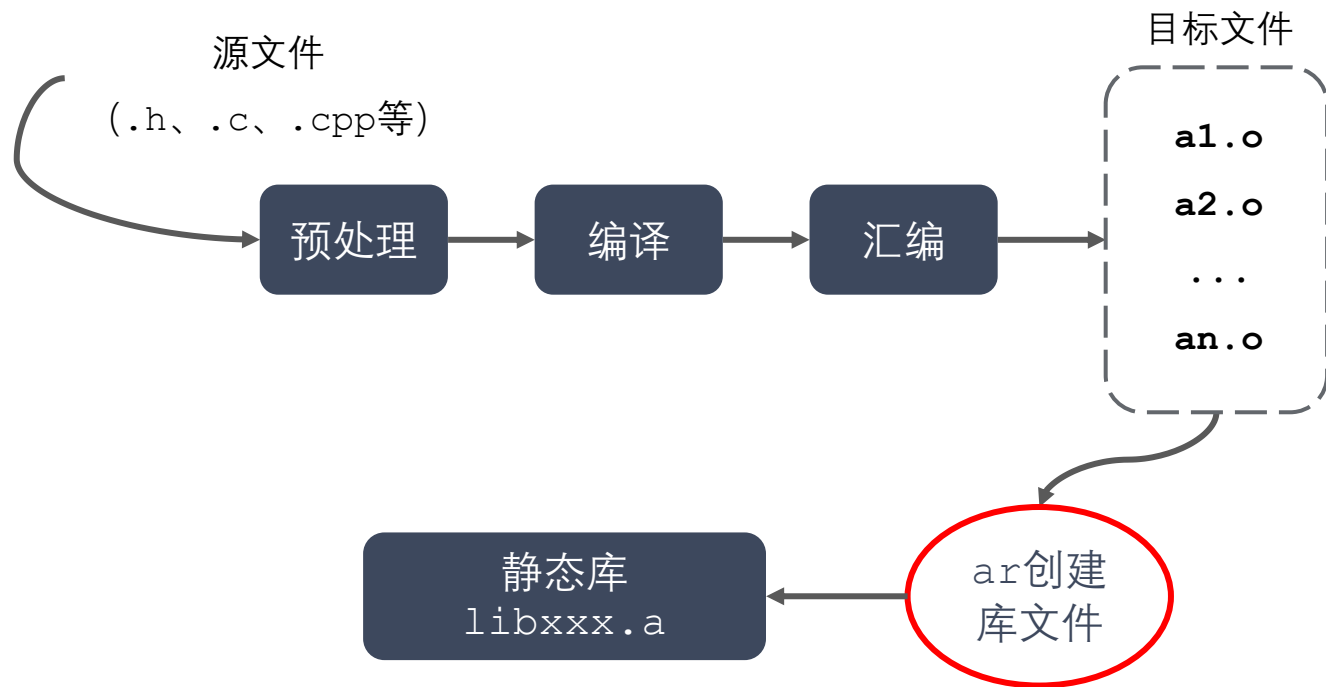 源文件
(.h、.c、.cpp等)
预处理
编译
汇编
目标文件
a1.o
a2.o
...
an.o
ar创建
库文件
静态库
libxxx.a